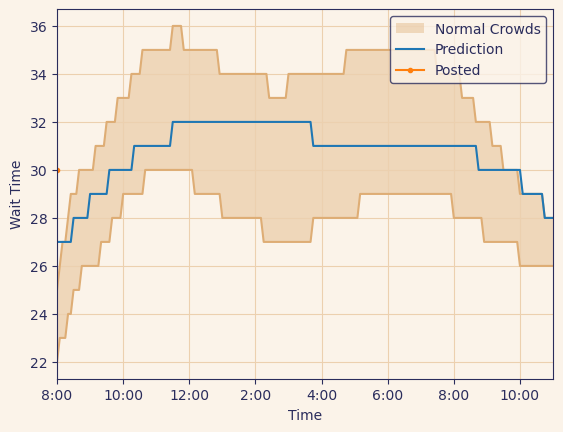 36
34
32
30
28
26
24
22
Wait Time
Normal Crowds
Prediction
Posted
8:00 10:00 12:00 2:00 4:00 6:00 8:00 10:00
Time